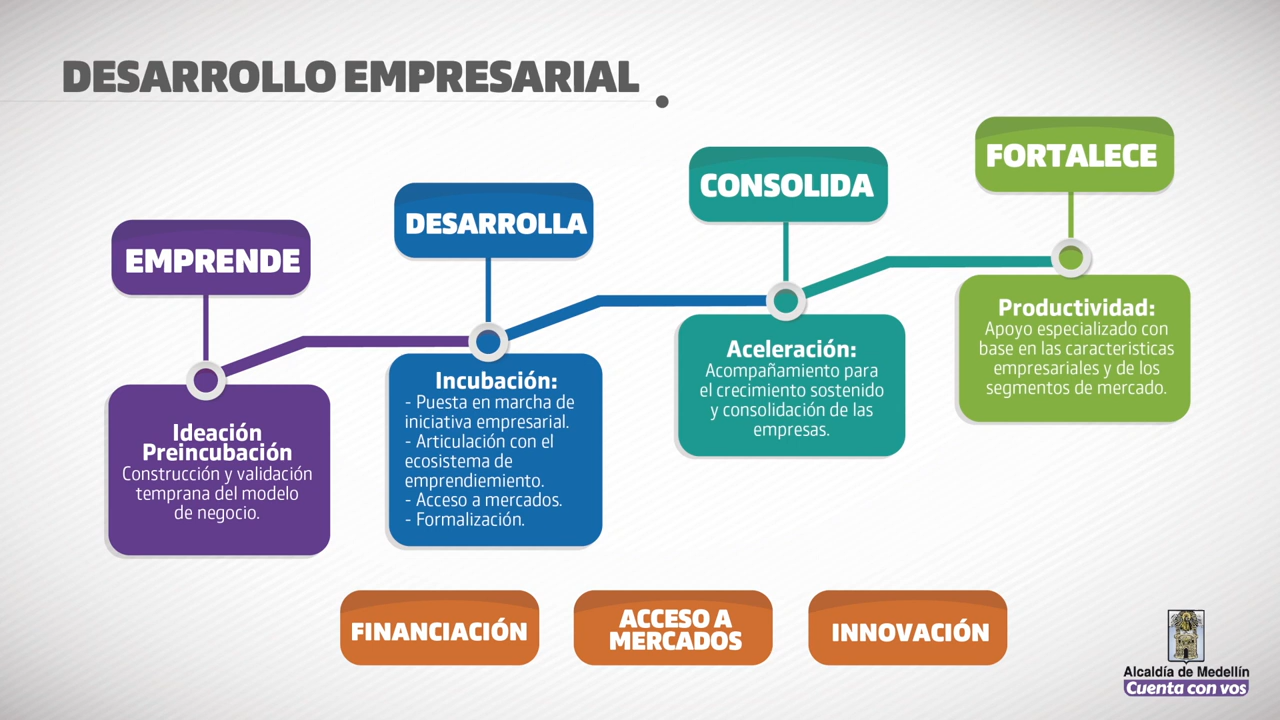 DESARROLLO EMPRESARIAL
EMPRENDE
Ideación
Preincubación
Construcción y validación
temprana del modelo
de negocio.
DESARROLLA
Incubación:
- Puesta en marcha de
iniciativa empresarial.
- Articulación con el
ecosistema de
emprendiemiento.
- Acceso a mercados.
- Formalización.
CONSOLIDA
Aceleración:
Acompañamiento para
el crecimiento sostenido
y consolidación de las
empresas.
FORTALECE
Productividad:
Apoyo especializado con
base en las caracteristicas
empresariales y de los
segmentos de mercado.
FINANCIACIÓN
ACCESO A
MERCADOS
INNOVACIÓN
Alcaldía de Medellín
Cuenta con vos